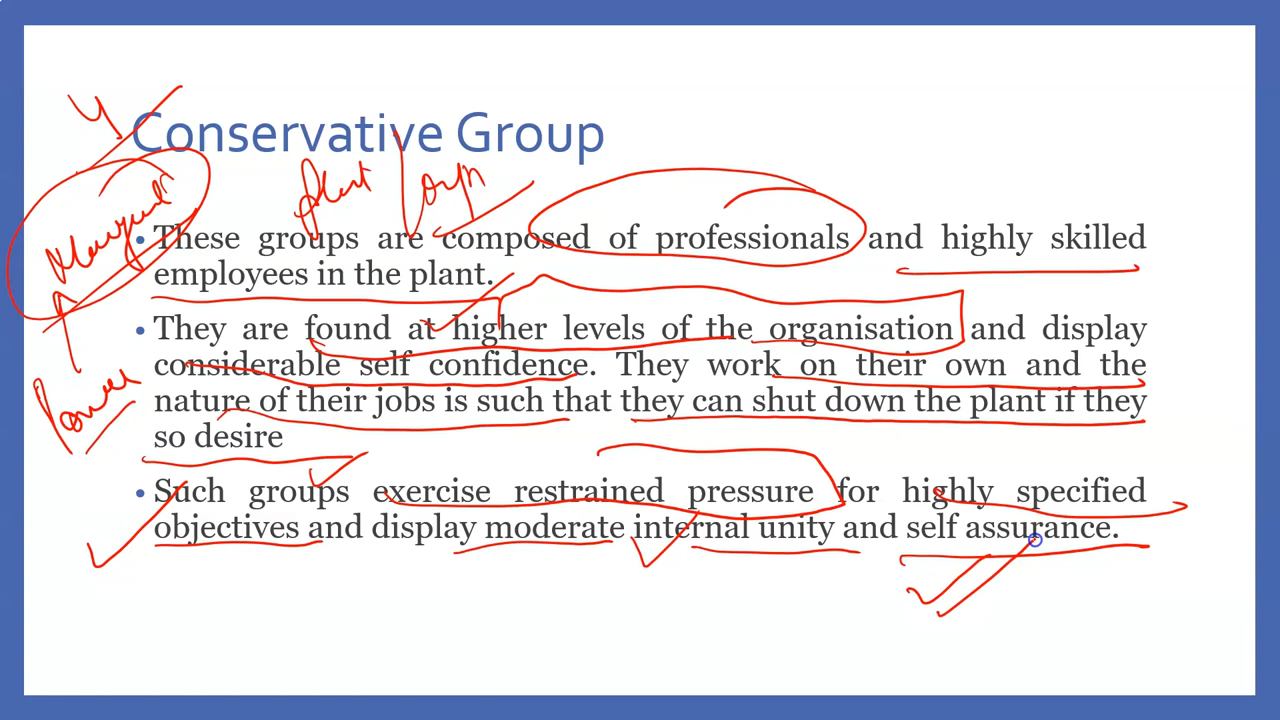 Conservative Group
Plant
• These groups are composed of professionals and highly skilled
employees in the plant.
• They are found at higher levels of the organisation and display
considerable self confidence. They work on their own and the
nature of their jobs is such that they can shut down the plant if they
so desire
Power
• Such groups exercise restrained pressure for highly specified
objectives and display moderate internal unity and self assurance.